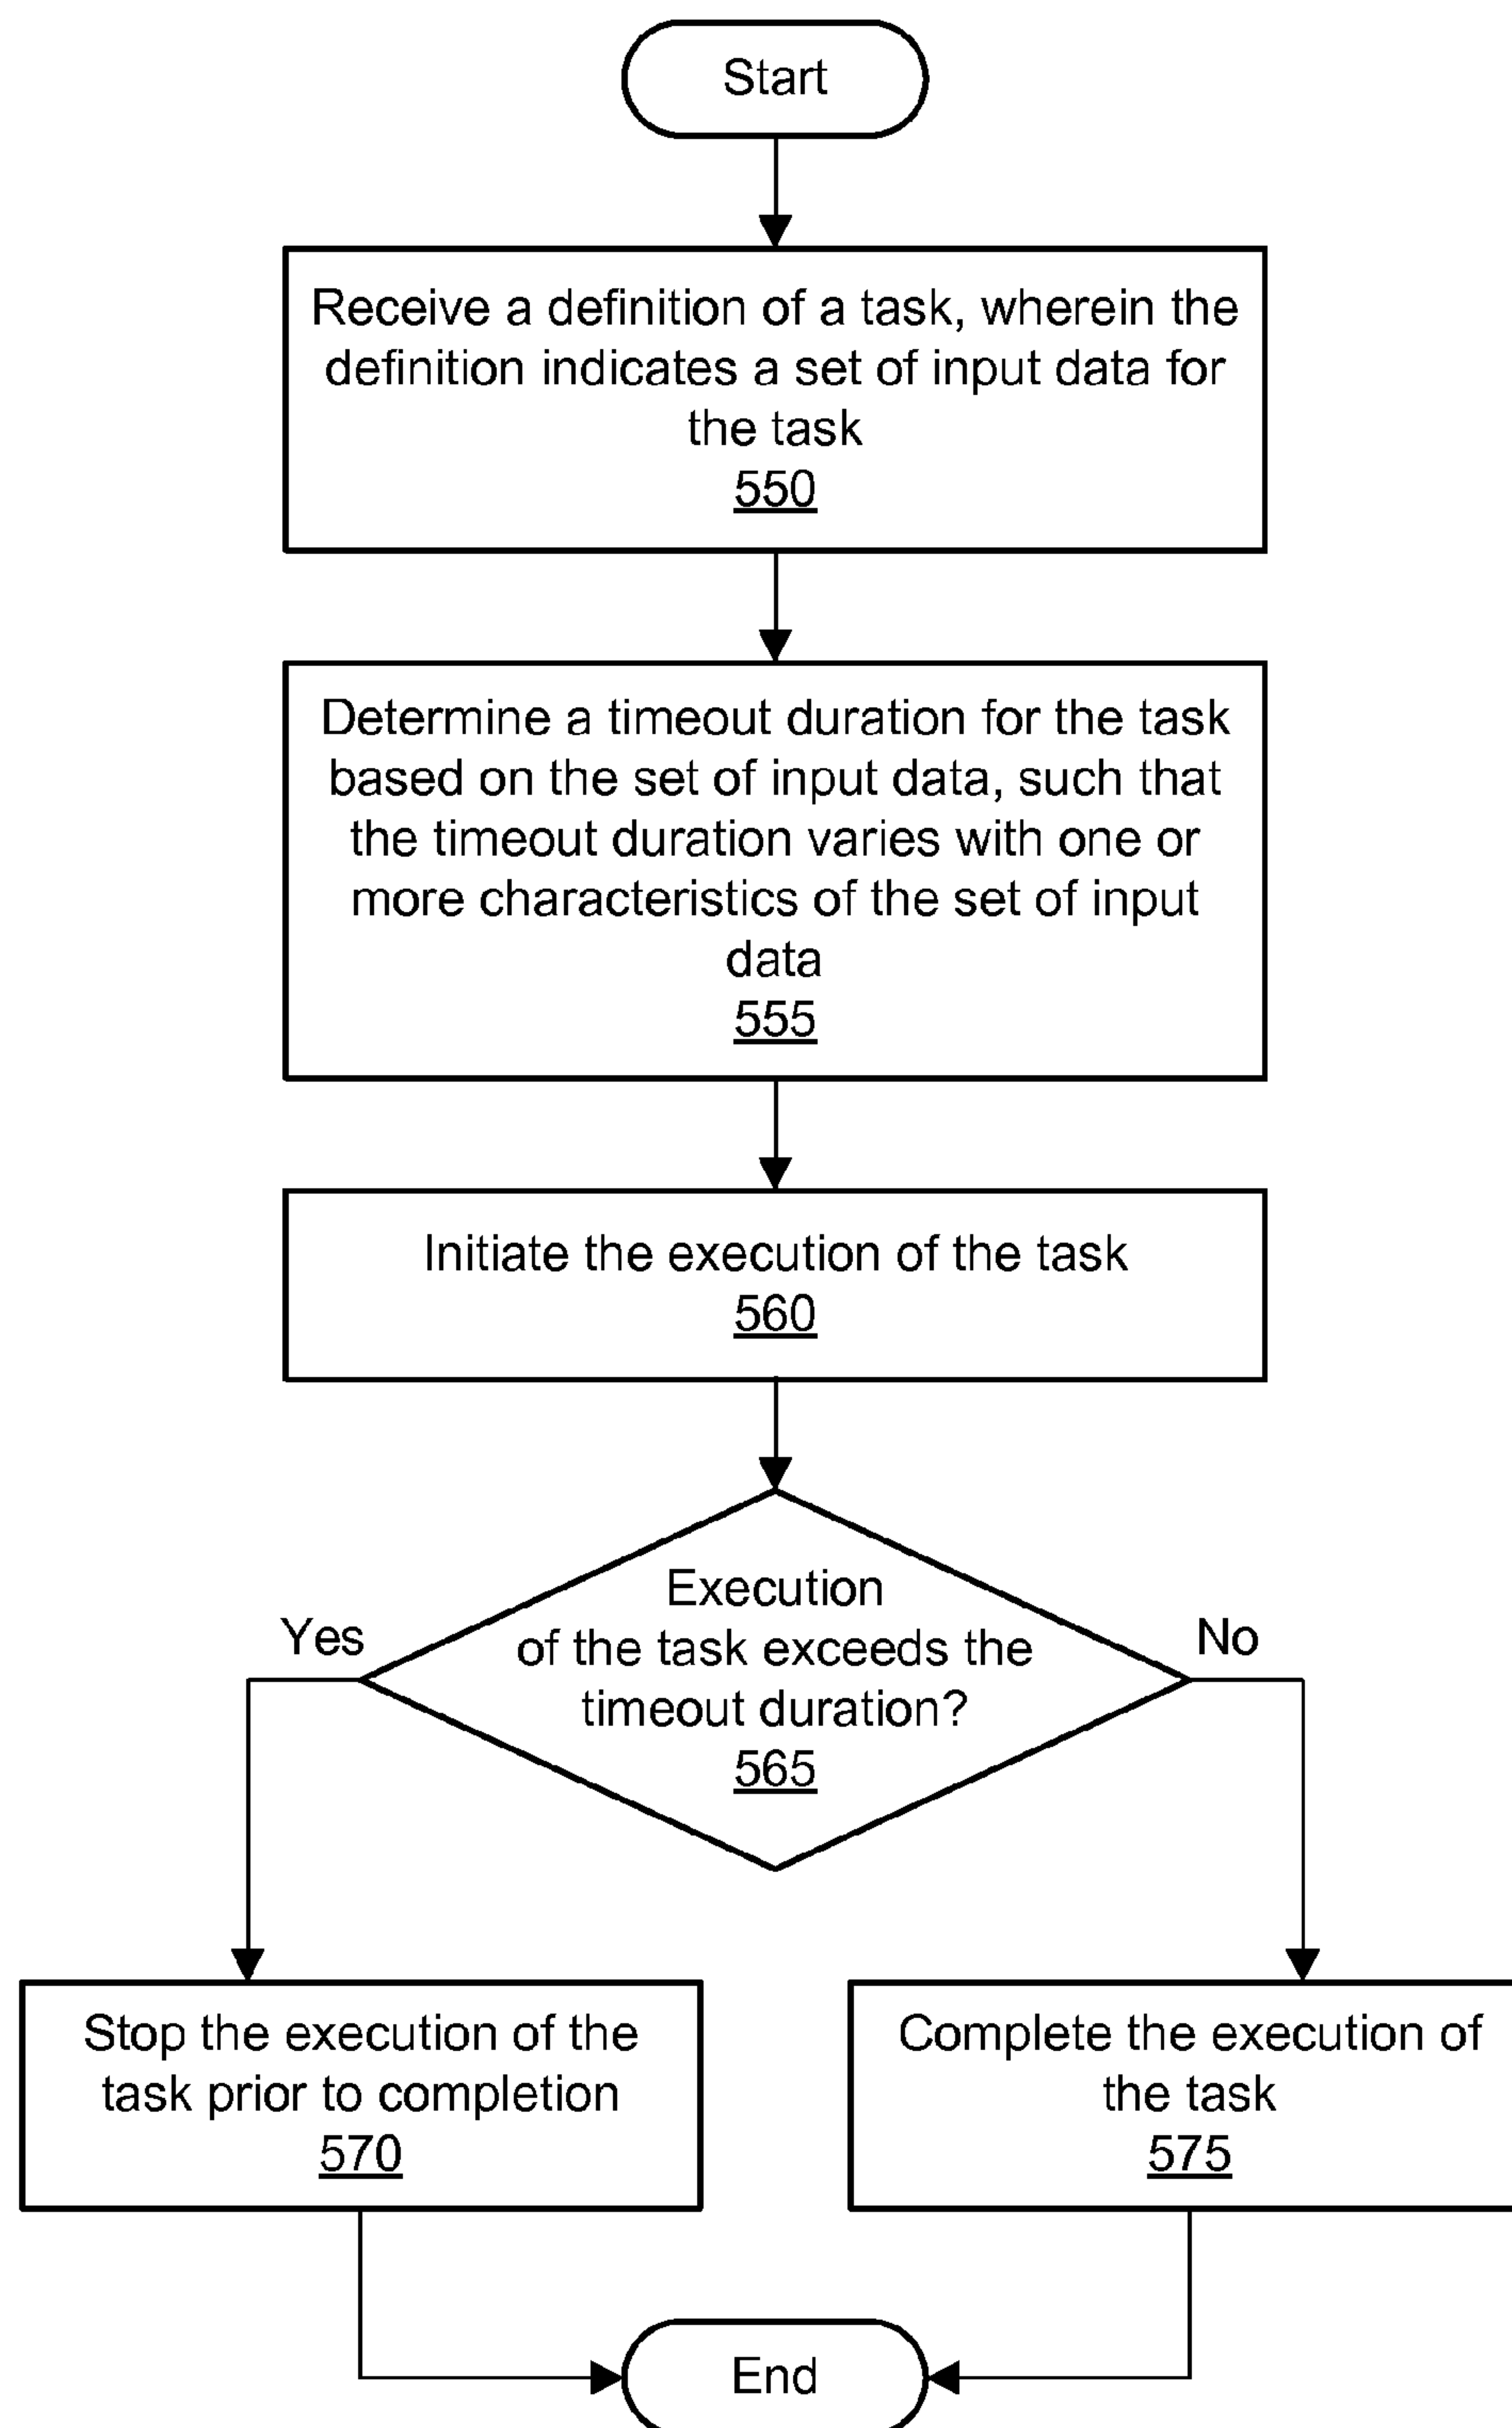 Start
Receive a definition of a task, wherein the
definition indicates a set of input data for
the task
550
Determine a timeout duration for the task
based on the set of input data, such that
the timeout duration varies with one or
more characteristics of the set of input
data
555
Initiate the execution of the task
560
Execution
of the task exceeds the
timeout duration?
565
Yes
No
Stop the execution of the
task prior to completion
570
Complete the execution of
the task
575
End